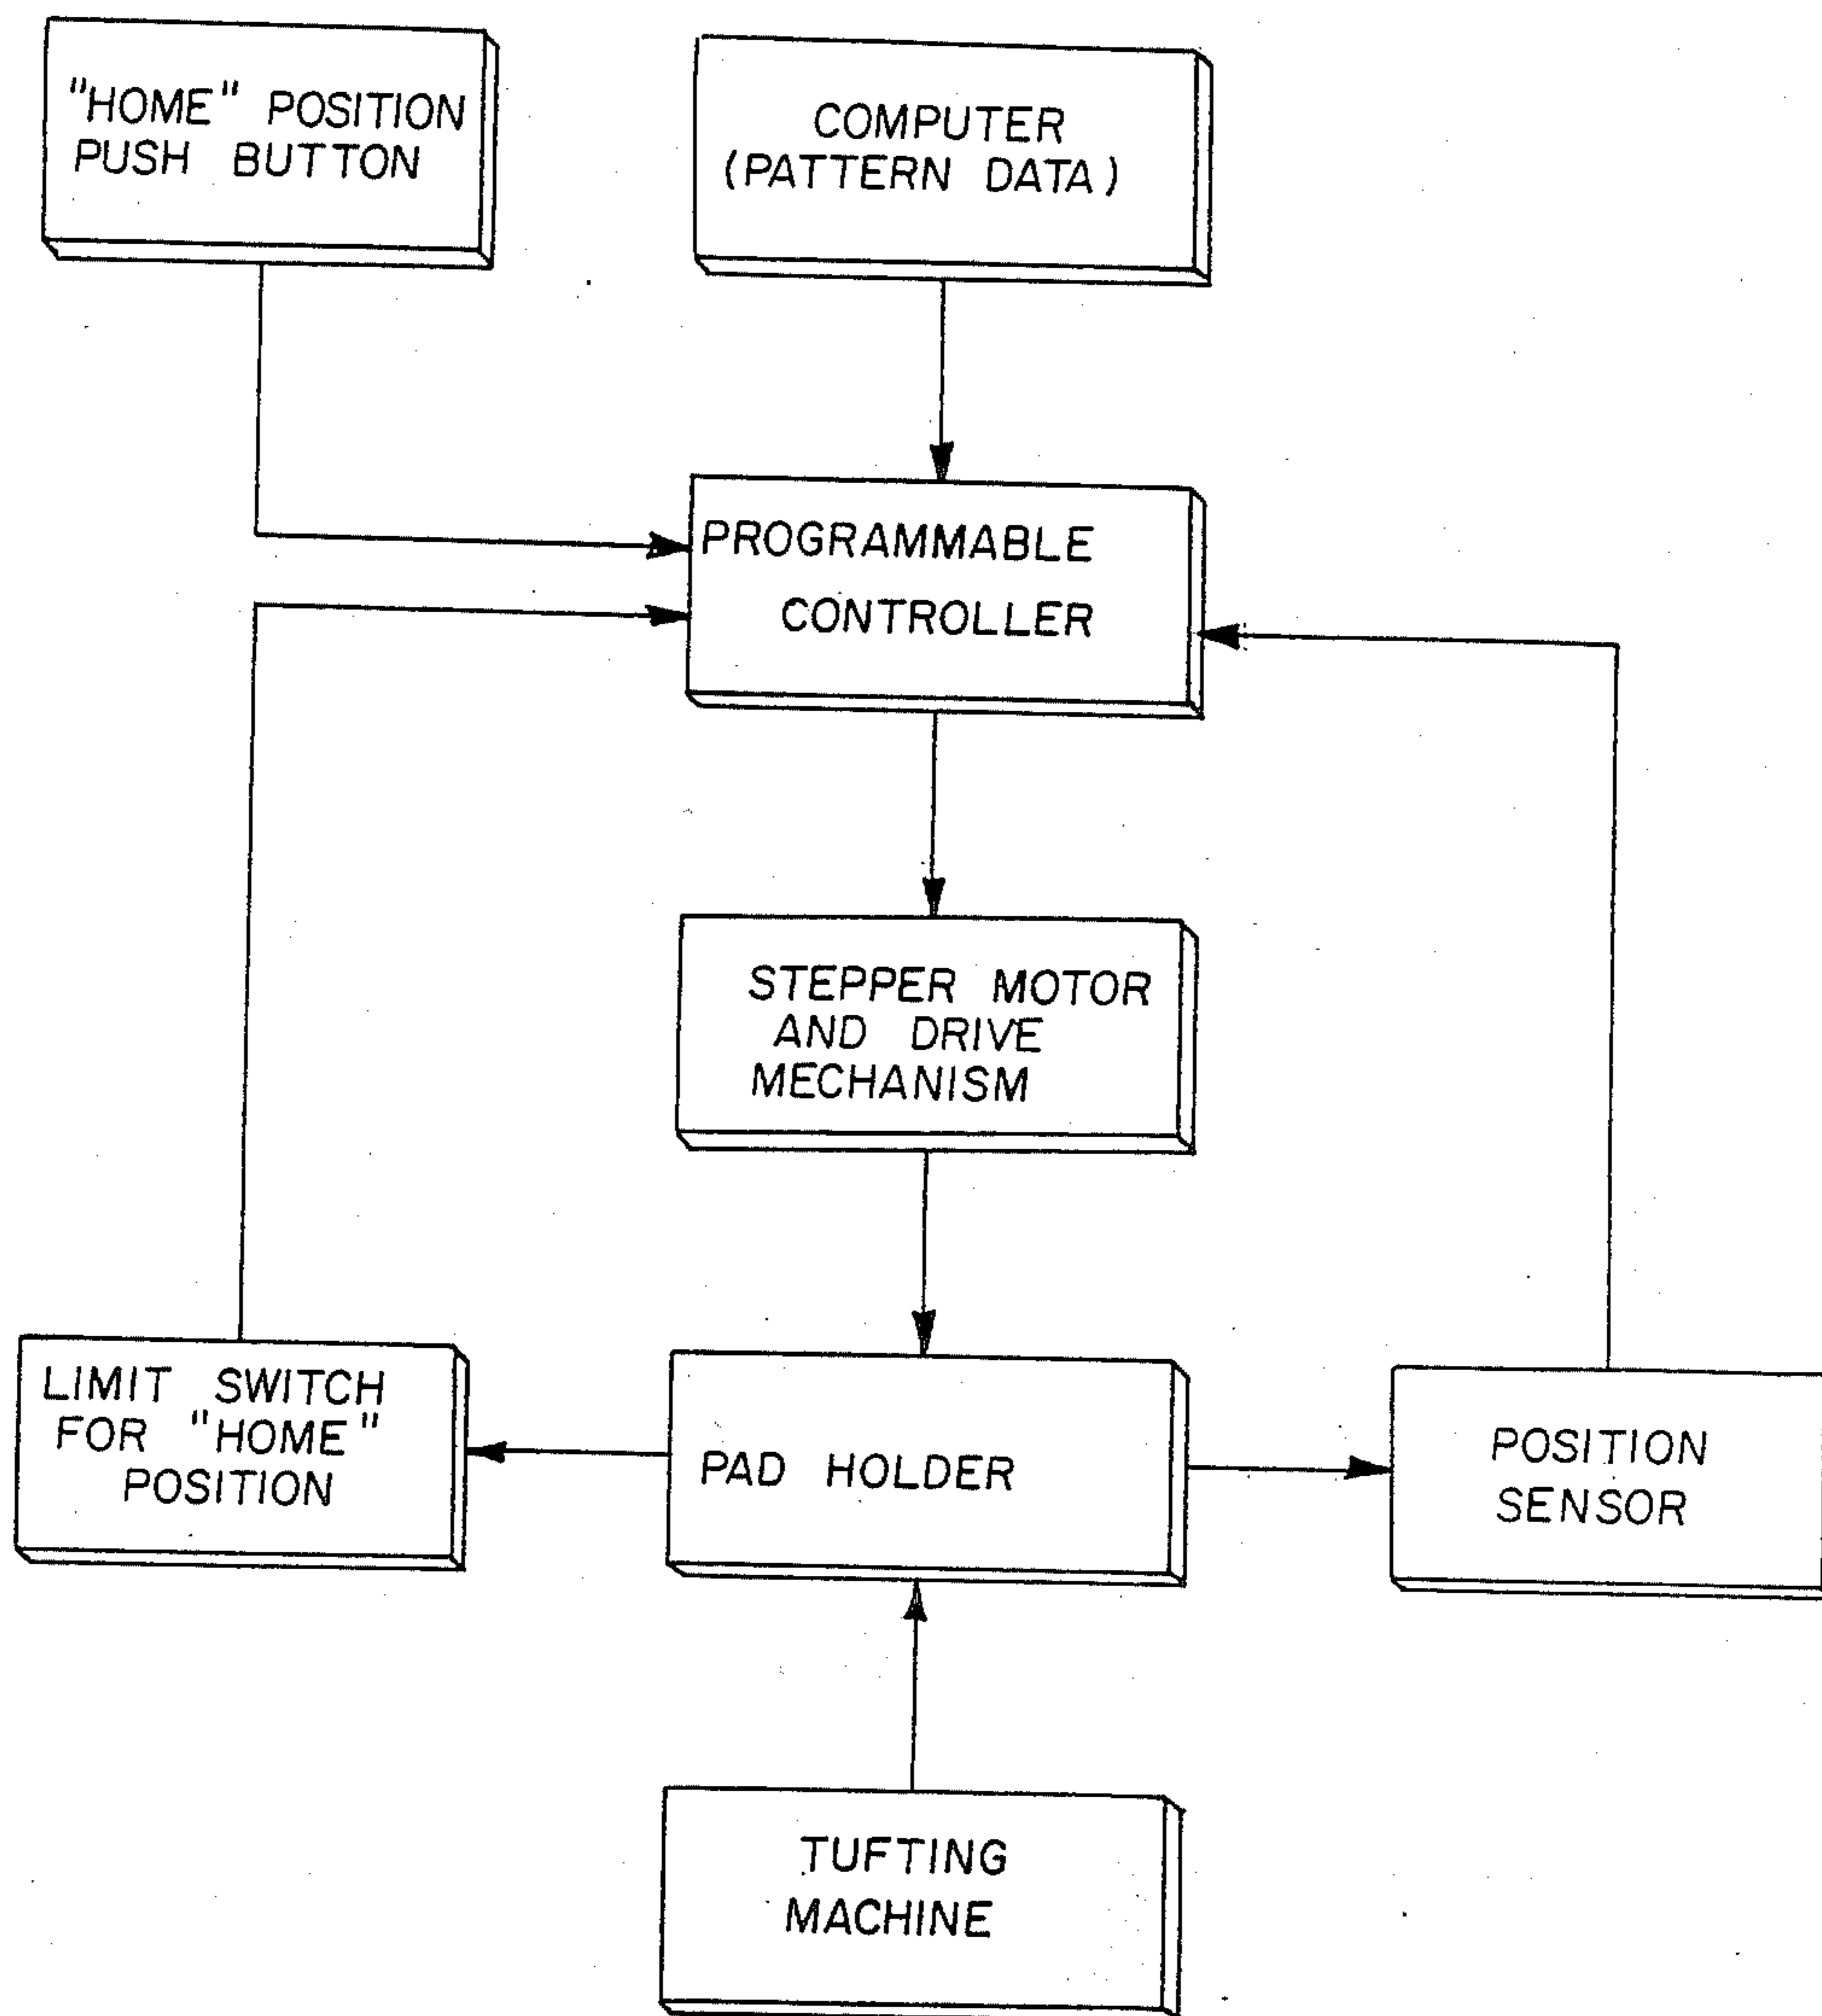 "HOME" POSITION
PUSH BUTTON
COMPUTER
(PATTERN DATA)
PROGRAMMABLE
CONTROLLER
STEPPER MOTOR
AND DRIVE
MECHANISM
LIMIT SWITCH
FOR "HOME"
POSITION
PAD HOLDER
POSITION
SENSOR
TUFTING
MACHINE